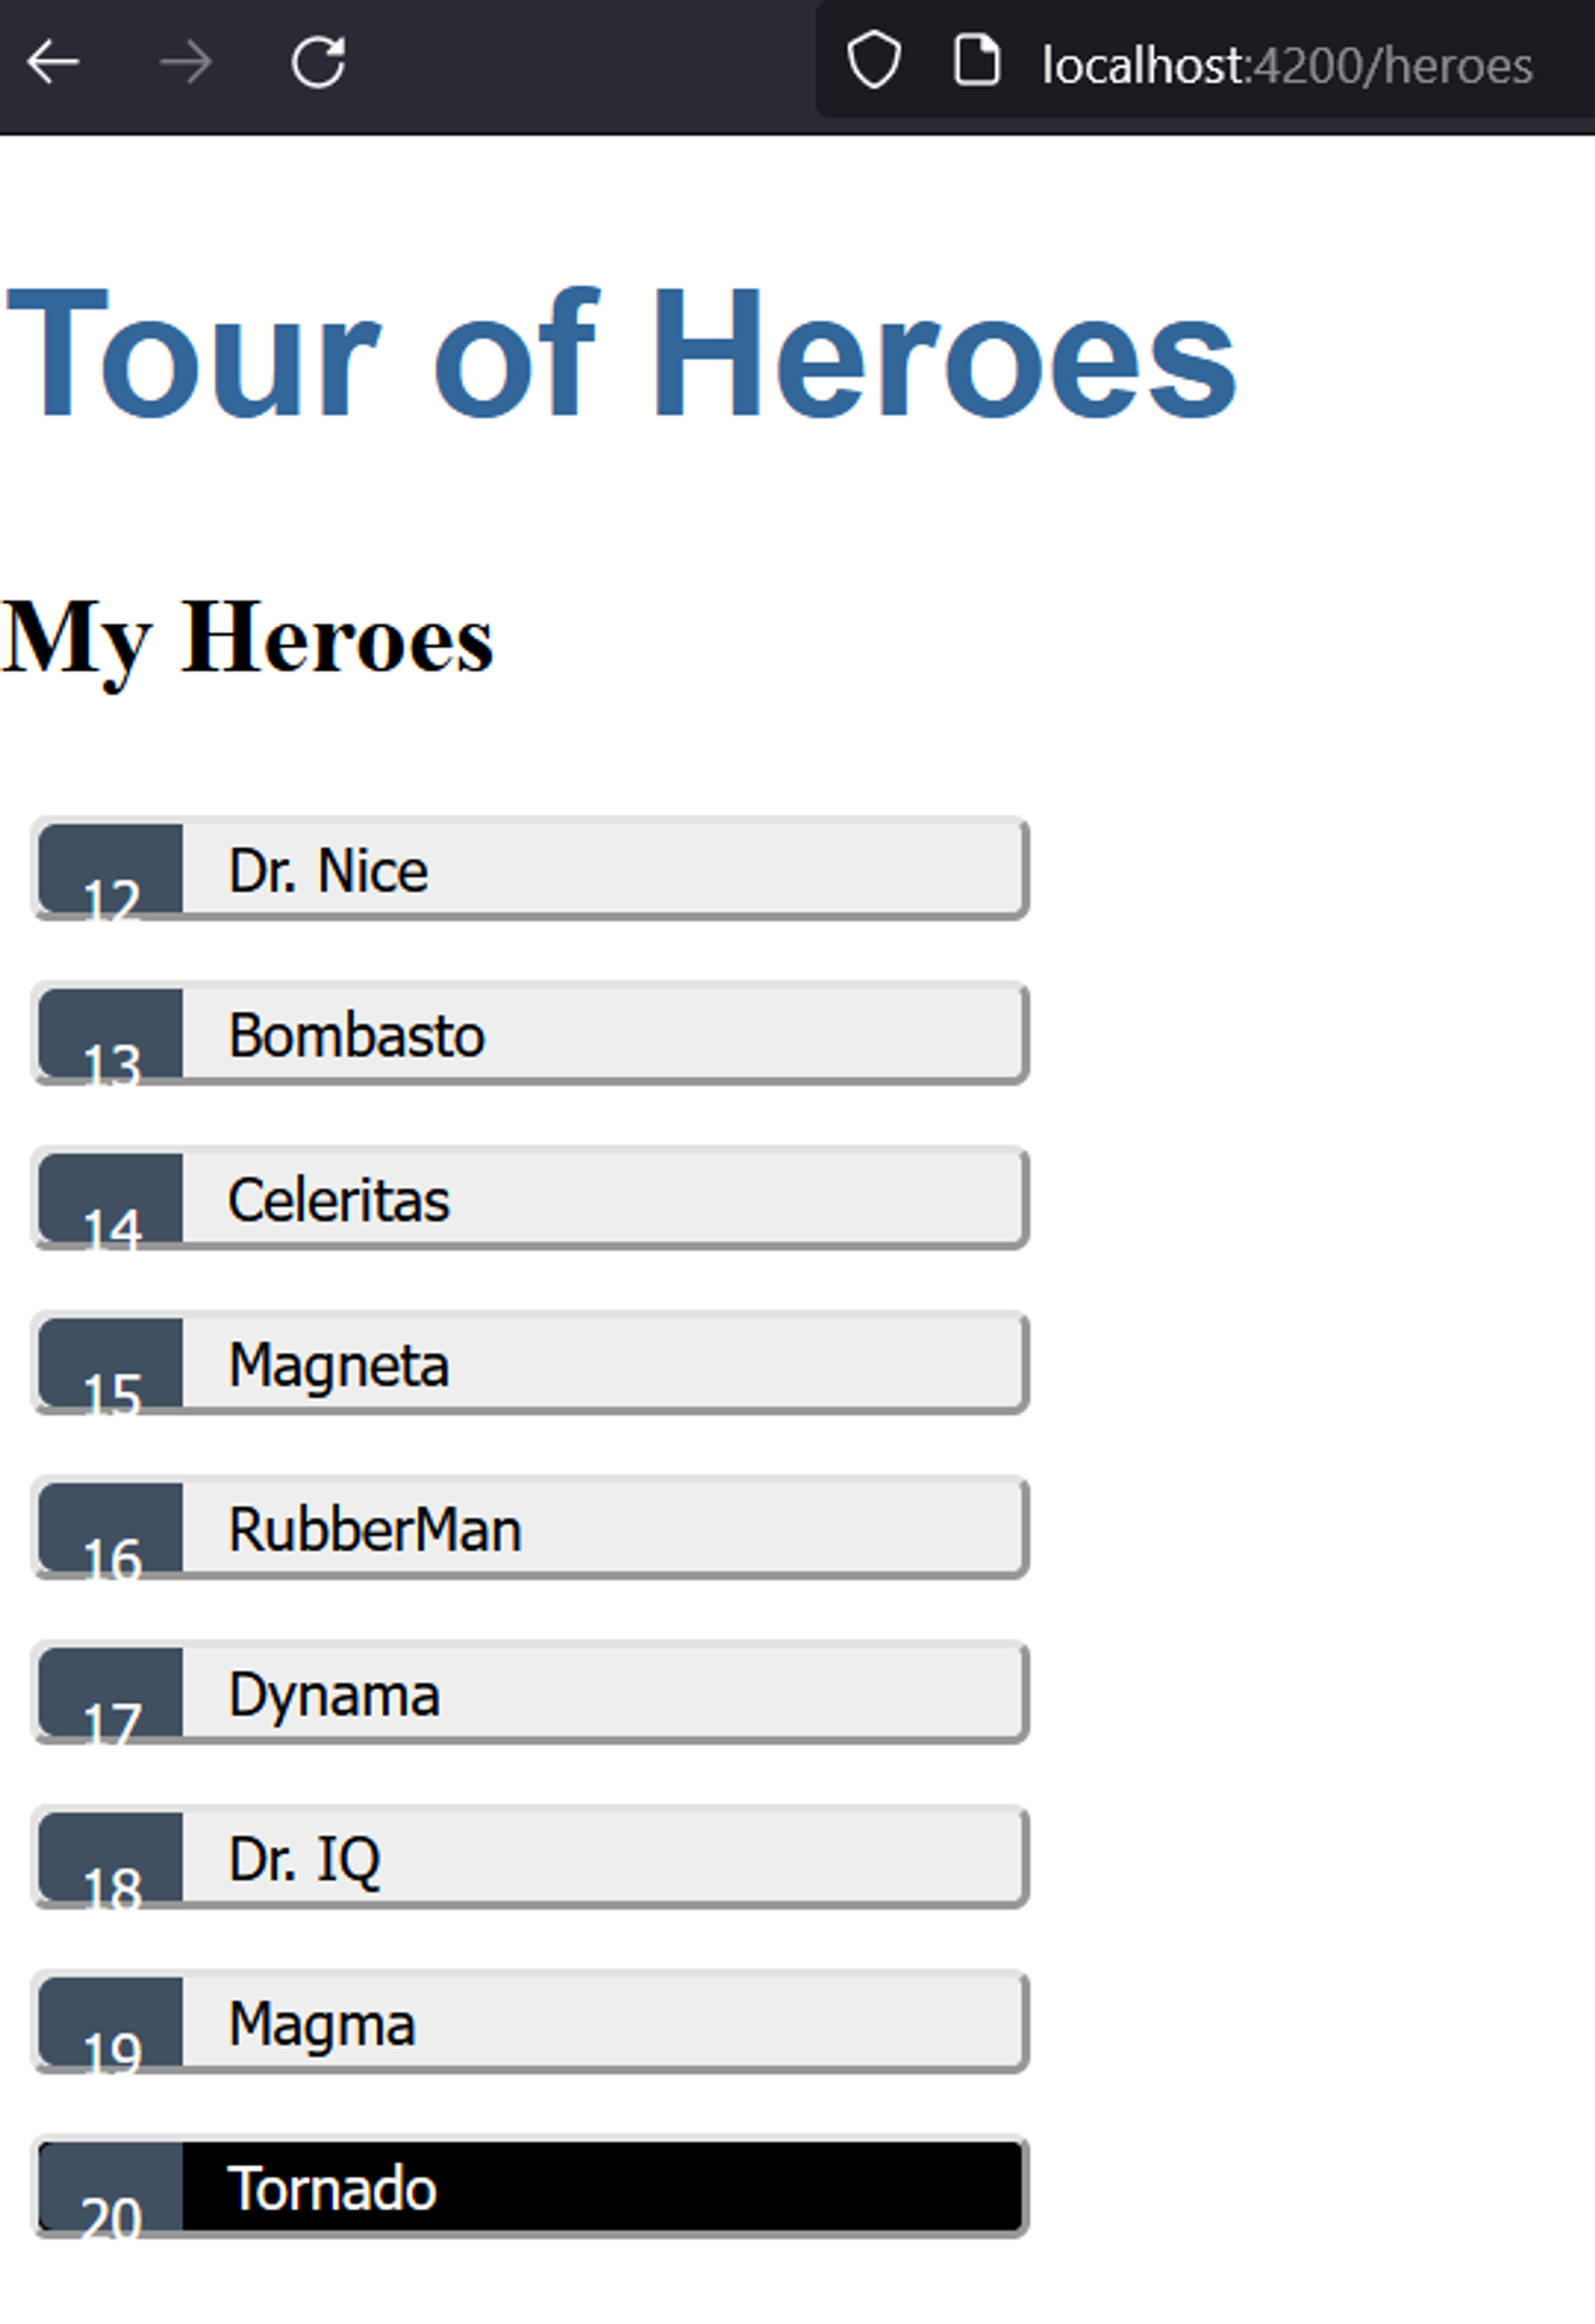 localhost:4200/heroes
Tour of Heroes
My Heroes
12 Dr. Nice
13 Bombasto
14 Celeritas
15 Magneta
16 RubberMan
17 Dynama
18 Dr. IQ
19 Magma
20 Tornado